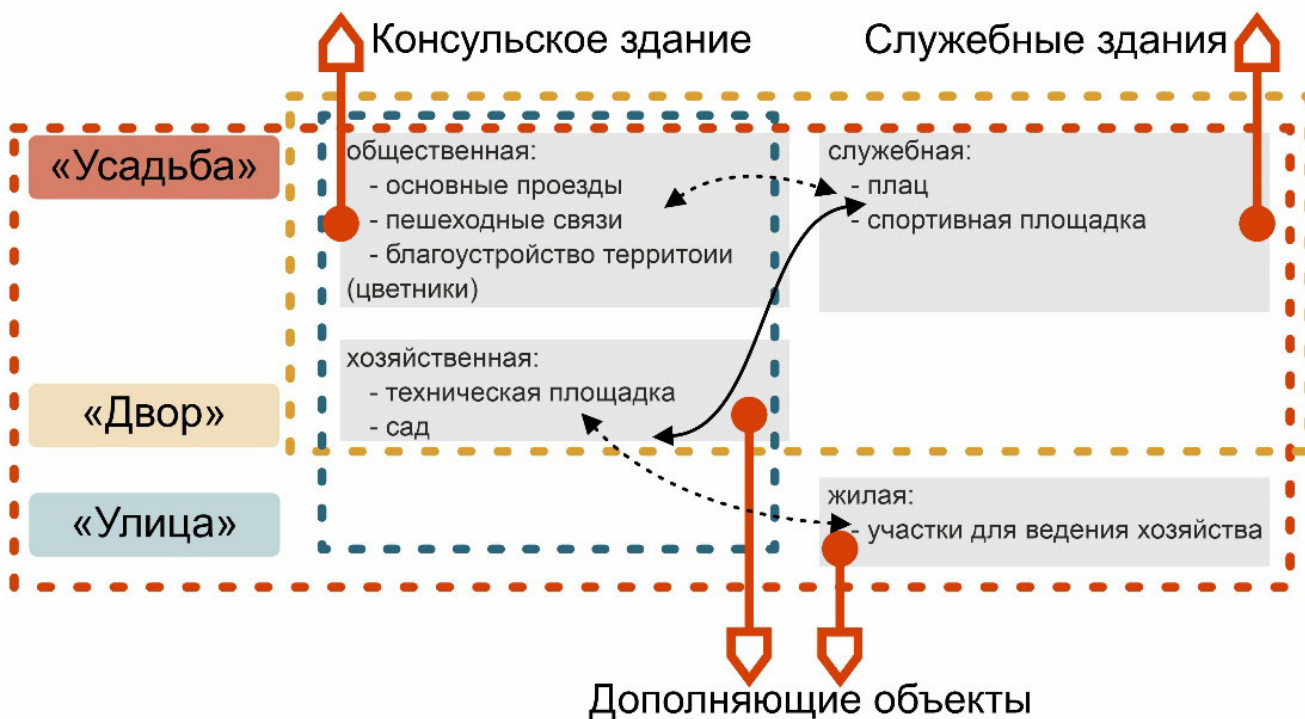 Консульское здание
Служебные здания
«Усадьба»
общественная:
- основные проезды
- пешеходные связи
- благоустройство территоии
(цветники)
служебная:
- плац
- спортивная площадка
«Двор»
хозяйственная:
- техническая площадка
- сад
«Улица»
жилая:
- участки для ведения хозяйства
Дополняющие объекты